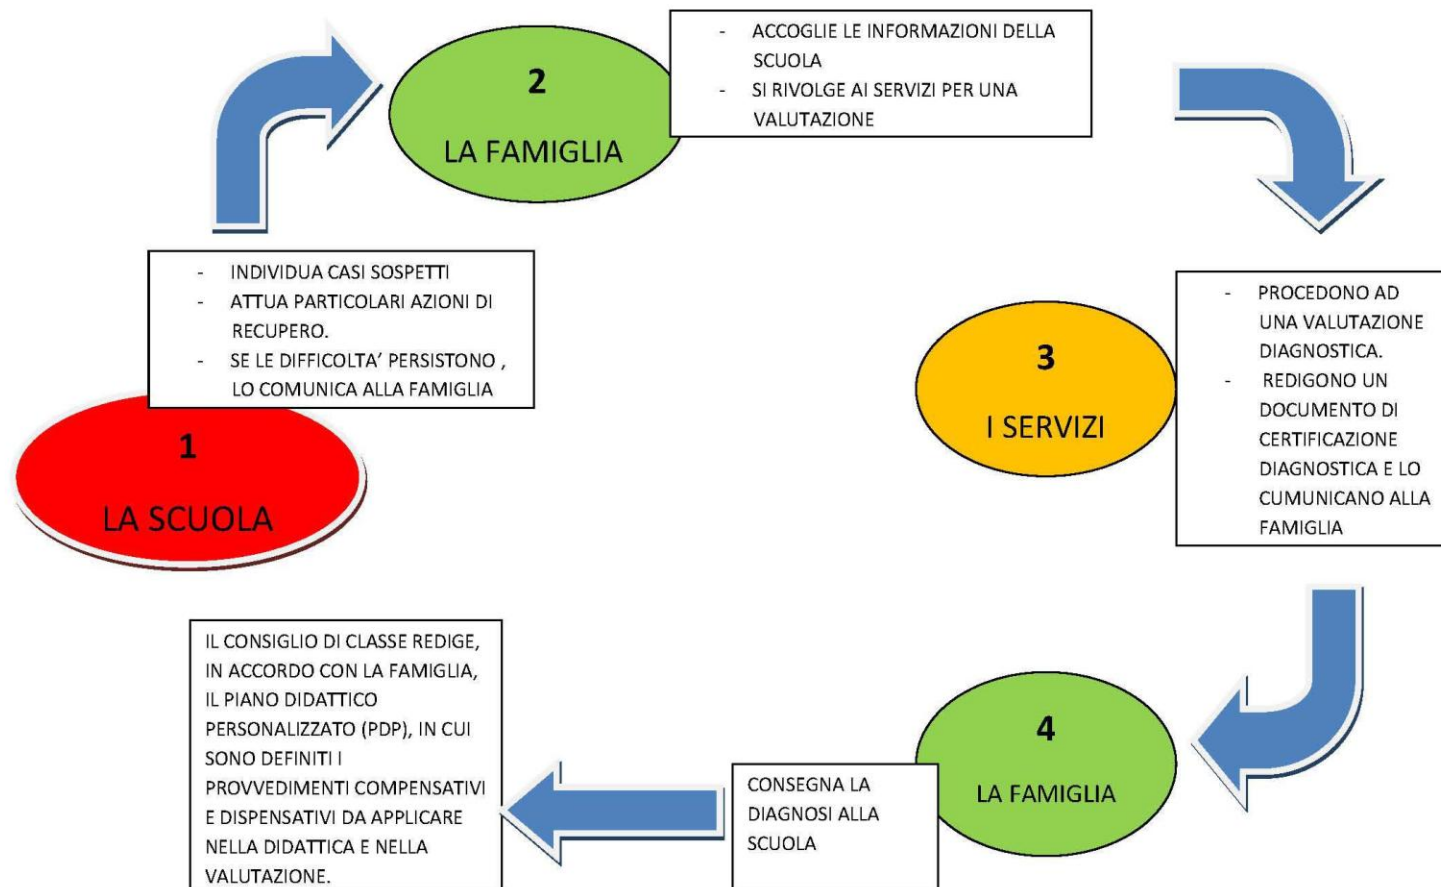 1
LA SCUOLA
- INDIVIDUA CASI SOSPETTI
- ATTUA PARTICOLARI AZIONI DI
RECUPERO.
- SE LE DIFFICOLTA’ PERSISTONO ,
LO COMUNICA ALLA FAMIGLIA
2
LA FAMIGLIA
- ACCOGLIE LE INFORMAZIONI DELLA
SCUOLA
- SI RIVOLGE AI SERVIZI PER UNA
VALUTAZIONE
3
I SERVIZI
- PROCEDONO AD
UNA VALUTAZIONE
DIAGNOSTICA.
- REDIGONO UN
DOCUMENTO DI
CERTIFICAZIONE
DIAGNOSTICA E LO
CUMUNICANO ALLA
FAMIGLIA
4
LA FAMIGLIA
CONSEGNA LA
DIAGNOSI ALLA
SCUOLA
IL CONSIGLIO DI CLASSE REDIGE,
IN ACCORDO CON LA FAMIGLIA,
IL PIANO DIDATTICO
PERSONALIZZATO (PDP), IN CUI
SONO DEFINITI I
PROVVEDIMENTI COMPENSATIVI
E DISPENSATIVI DA APPLICARE
NELLA DIDATTICA E NELLA
VALUTAZIONE.